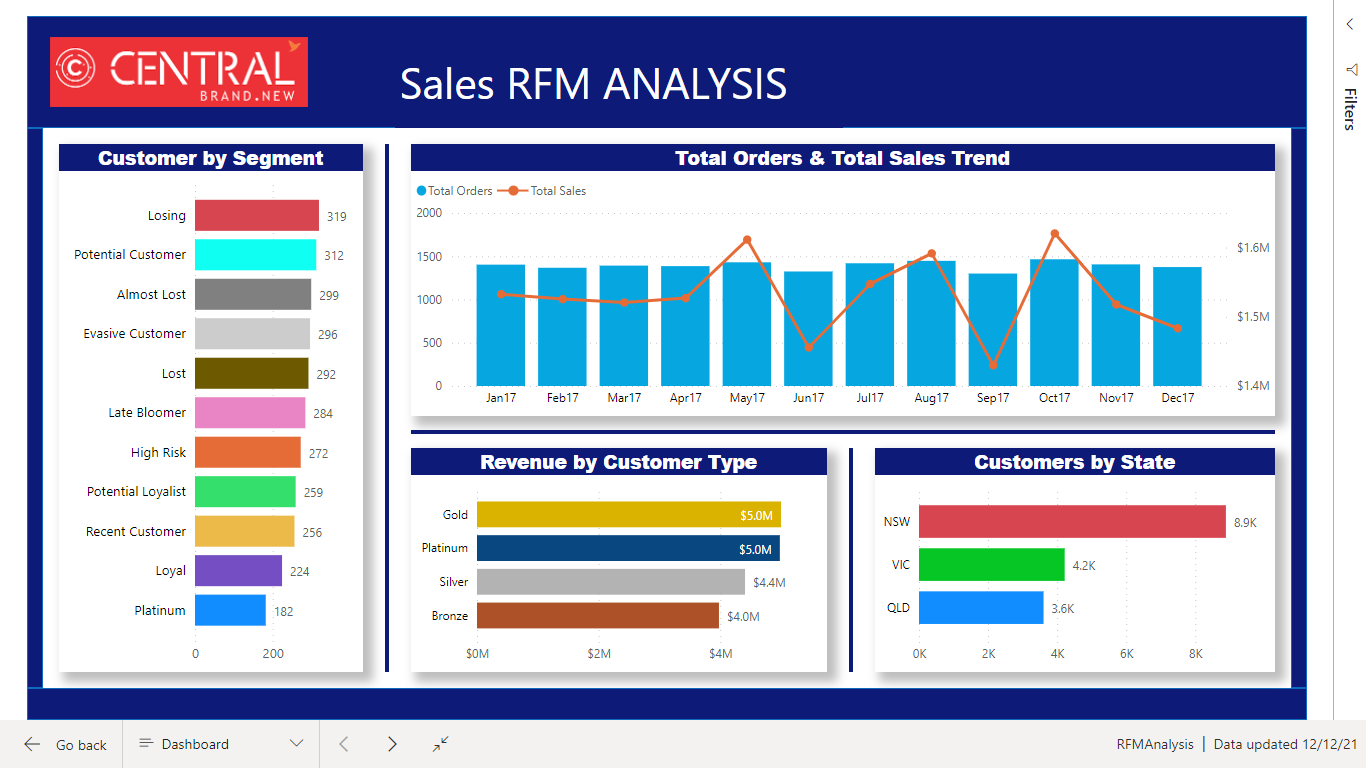 CENTRAL
BRAND.NEW
Sales RFM ANALYSIS
Filters
Customer by Segment
Losing 319
Potential Customer 312
Almost Lost 299
Evasive Customer 296
Lost 292
Late Bloomer 284
High Risk 272
Potential Loyalist 259
Recent Customer 256
Loyal 224
Platinum 182
0 200
Total Orders & Total Sales Trend
Total Orders Total Sales
2000
1500 $1.6M
1000 $1.5M
500
0 $1.4M
Jan17 Feb17 Mar17 Apr17 May17 Jun17 Jul17 Aug17 Sep17 Oct17 Nov17 Dec17
Revenue by Customer Type
Gold $5.0M
Platinum $5.0M
Silver $4.4M
Bronze $4.0M
$0M $2M $4M
Customers by State
NSW 8.9K
VIC 4.2K
QLD 3.6K
0K 2K 4K 6K 8K
Go back Dashboard RFMAnalysis | Data updated 12/12/21